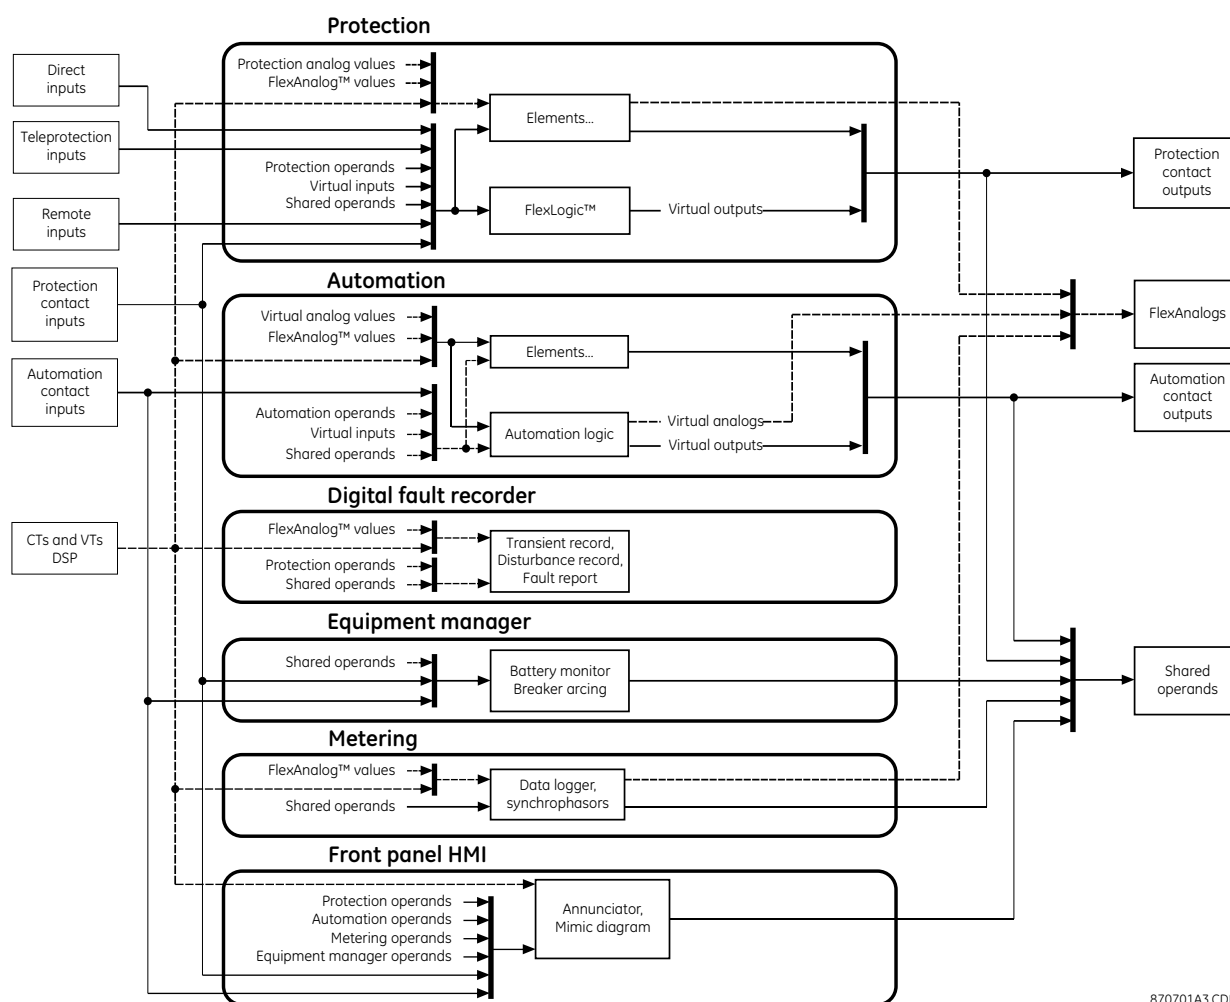 Protection
Direct
inputs
Teleprotection
inputs
Remote
inputs
Protection
contact
inputs
Automation
contact
inputs
CTs and VTs
DSP
Protection analog values
FlexAnalog™ values
Protection operands
Virtual inputs
Shared operands
Elements...
FlexLogic™
Virtual outputs
Automation
Virtual analog values
FlexAnalog™ values
Automation operands
Virtual inputs
Shared operands
Elements...
Automation logic
Virtual analogs
Virtual outputs
Digital fault recorder
FlexAnalog™ values
Protection operands
Shared operands
Transient record,
Disturbance record,
Fault report
Equipment manager
Shared operands
Battery monitor
Breaker arcing
Metering
FlexAnalog™ values
Shared operands
Data logger,
synchrophasors
Front panel HMI
Protection operands
Automation operands
Metering operands
Equipment manager operands
Annunciator,
Mimic diagram
Protection
contact
outputs
FlexAnalogs
Automation
contact
outputs
Shared
operands